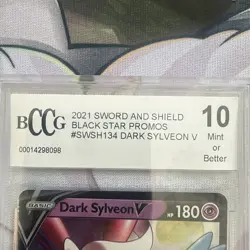 BCCG
00014298098
2021 SWORD AND SHIELD
BLACK STAR PROMOS
#SWSH134 DARK SYLVEON V
10
Mint
or
Better
BASIC
Dark Sylveon V
HP 180